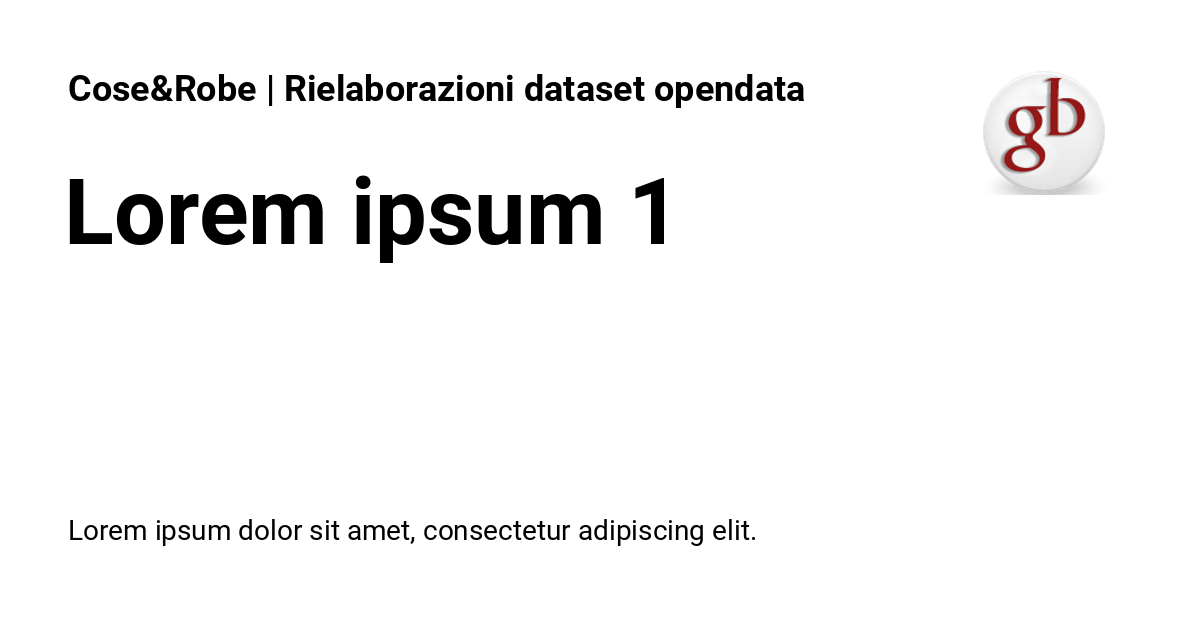 Cose&Robe | Rielaborazioni dataset opendata
gb
Lorem ipsum 1
Lorem ipsum dolor sit amet, consectetur adipiscing elit.